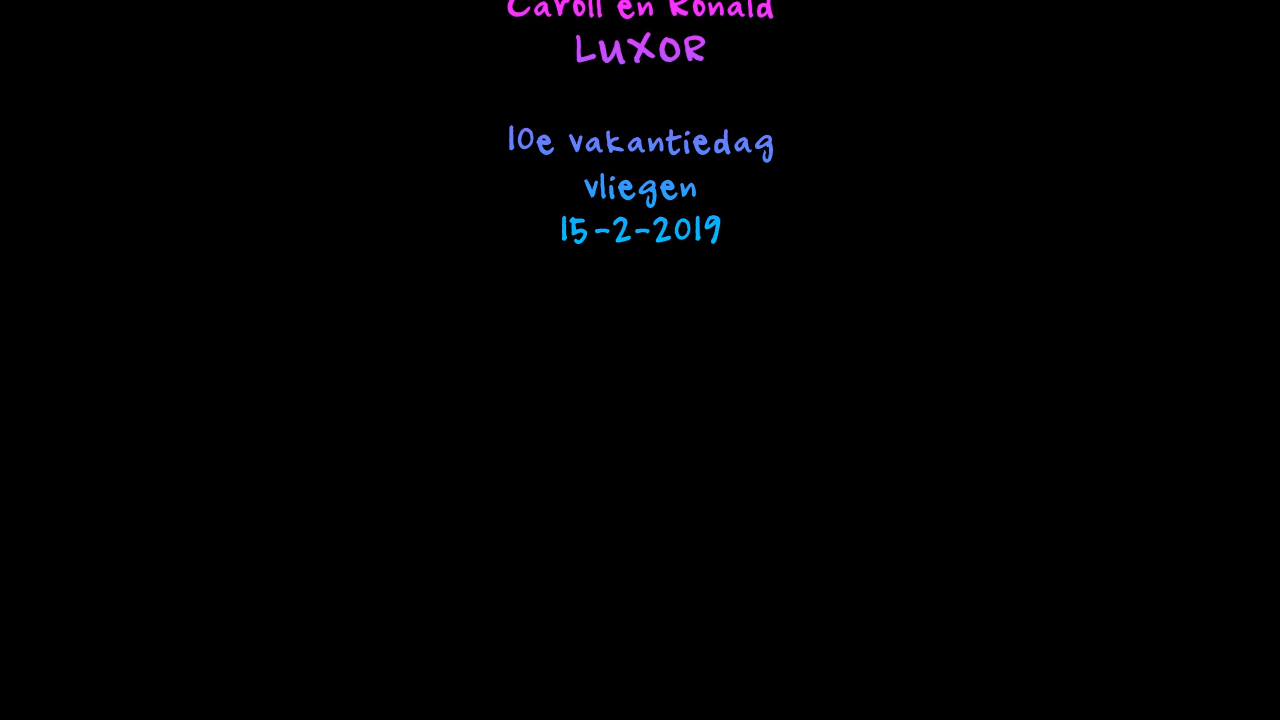 Caroll en Ronald
LUXOR
10e vakantiedag
vliegen
15-2-2019